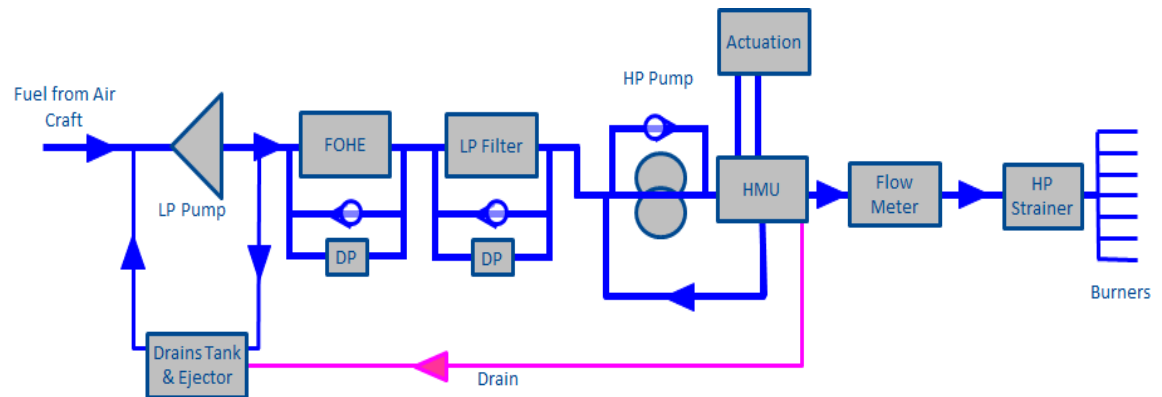 Actuation
Fuel from Air
Craft
HP Pump
FOHE
LP Filter
LP Pump
HMU
Flow
Meter
HP
Strainer
DP
DP
Burners
Drains Tank
& Ejector
Drain